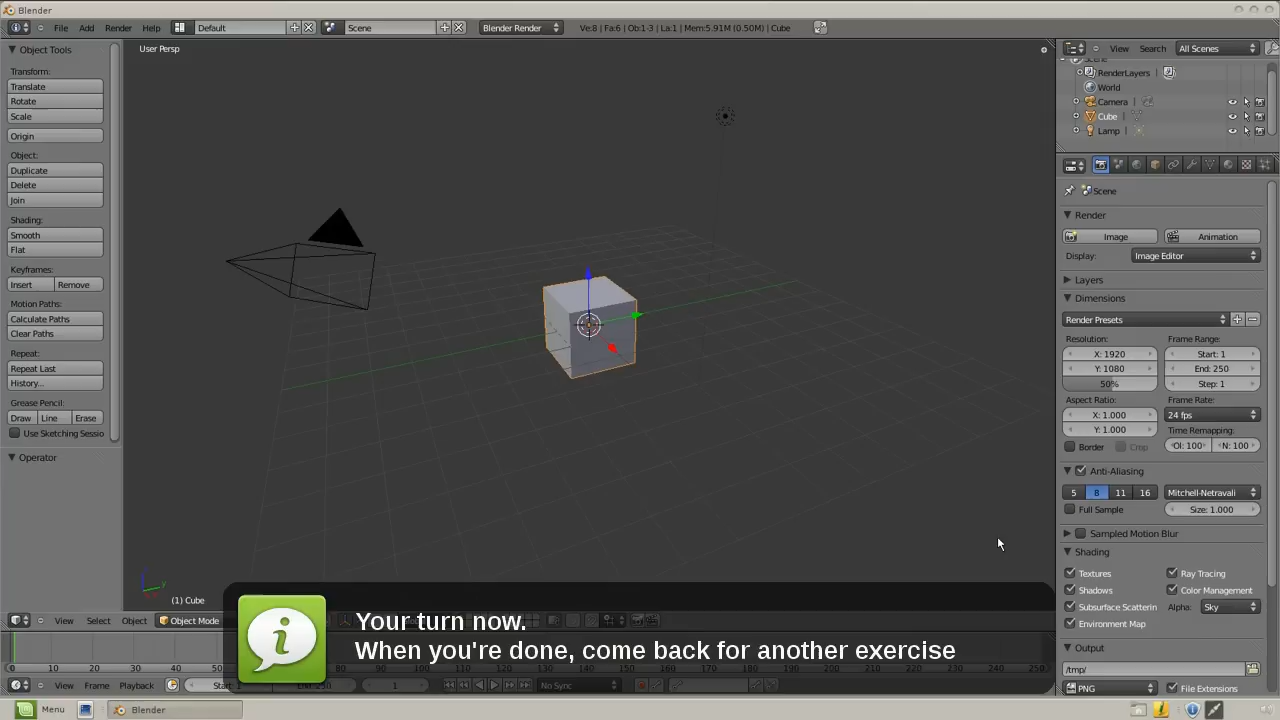 Blender
File Add Render Help
Default
Scene
Blender Render
Ve:8 | Fa:6 | Ob:1-3 | La:1 | Mem:5.91M (0.50M) | Cube
Object Tools
Transform:
Translate
Rotate
Scale
Origin
Object:
Duplicate
Delete
Join
Shading:
Smooth
Flat
Keyframes:
Insert Remove
Motion Paths:
Calculate Paths
Clear Paths
Repeat:
Repeat Last
History...
Grease Pencil:
Draw Line Erase
Use Sketching Sessio
Operator
User Persp
(1) Cube
View Select Object
Object Mode
Your turn now.
When you're done, come back for another exercise
View Frame Playback
Start: 1
End: 250
1
No Sync
Menu
Blender
View Search All Scenes
Scene
RenderLayers
World
Camera
Cube
Lamp
Scene
Render
Image Animation
Display: Image Editor
Layers
Dimensions
Render Presets
Resolution: Frame Range:
X: 1920 Start: 1
Y: 1080 End: 250
50% Step: 1
Aspect Ratio: Frame Rate:
X: 1.000 24 fps
Y: 1.000 Time Remapping:
Border Crop Ol: 100 N: 100
Anti-Aliasing
5 8 11 16 Mitchell-Netravali
Full Sample Size: 1.000
Sampled Motion Blur
Shading
Textures Ray Tracing
Shadows Color Management
Subsurface Scatterin Alpha: Sky
Environment Map
Output
/tmp/
PNG File Extensions